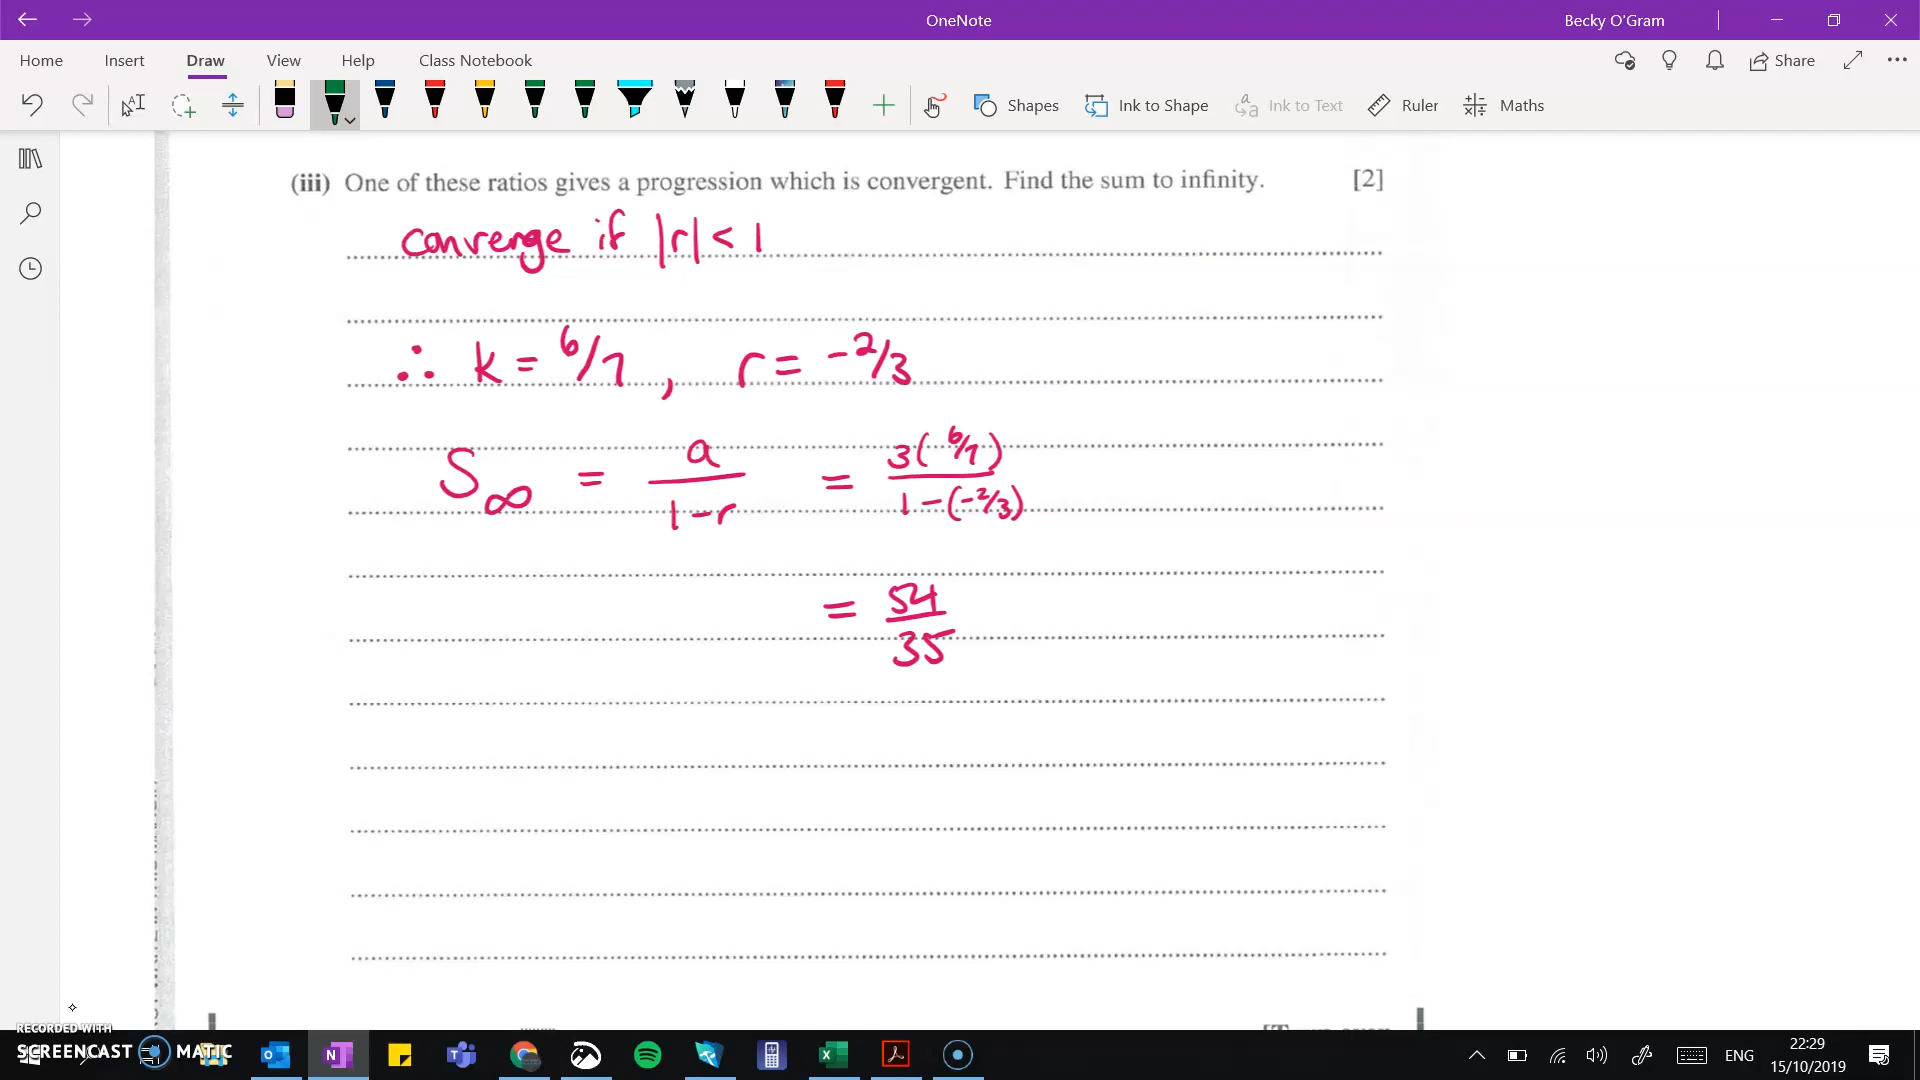 OneNote
Becky O'Gram
Home Insert Draw View Help Class Notebook
Share
Shapes Ink to Shape Ink to Text Ruler Maths
(iii) One of these ratios gives a progression which is convergent. Find the sum to infinity. [2]
converge if |r| < 1
∴ k = 6/7 , r = -2/3
S∞ = a/(1-r) = 3(6/7)/(1-(-2/3))
= 54/35
RECORDED WITH
SCREENCAST MATIC
ENG
22:29
15/10/2019